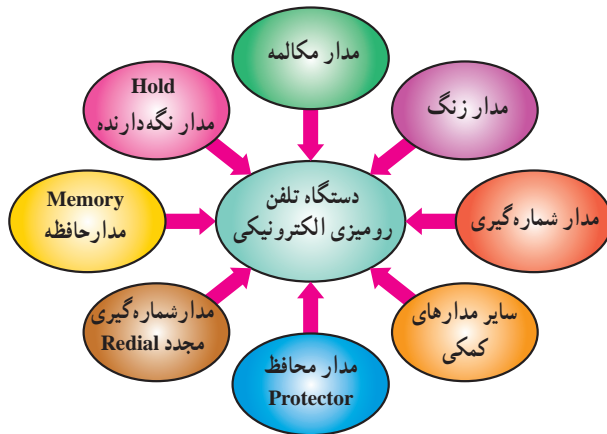 مدار مکالمه
مدار زنگ
Hold
مدار نگه‌دارنده
دستگاه تلفن
رومیزی الکترونیکی
Memory
مدارحافظه
مدار شماره‌گیری
مدارشماره‌گیری
مجدد Redial
سایر مدارهای
کمکی
مدار محافظ
Protector